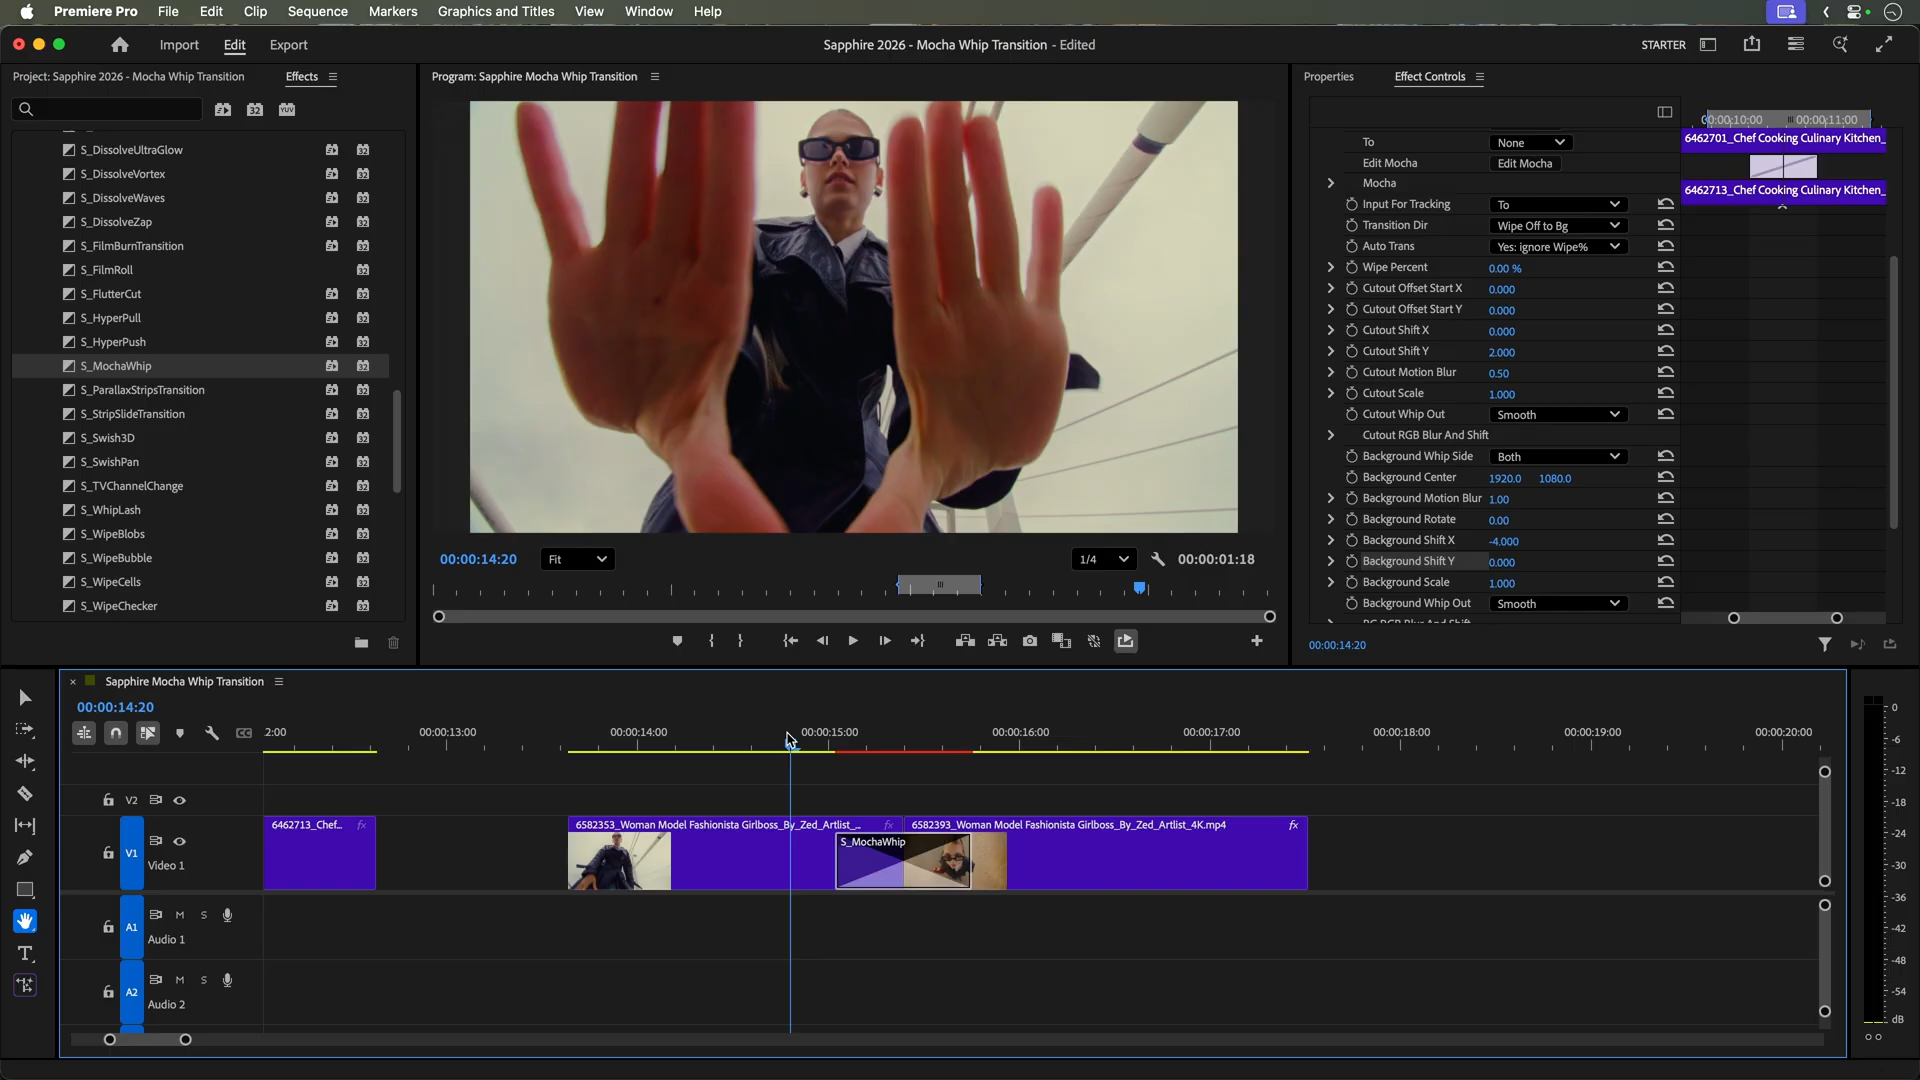 Premiere Pro File Edit Clip Sequence Markers Graphics and Titles View Window Help
Import Edit Export
Sapphire 2026 - Mocha Whip Transition - Edited
STARTER
Project: Sapphire 2026 - Mocha Whip Transition
Effects
32 YUV
S_DissolveUltraGlow
S_DissolveVortex
S_DissolveWaves
S_DissolveZap
S_FilmBurnTransition
S_FilmRoll
S_FlutterCut
S_HyperPull
S_HyperPush
S_MochaWhip
S_ParallaxStripsTransition
S_StripSlideTransition
S_Swish3D
S_SwishPan
S_TVChannelChange
S_WhipLash
S_WipeBlobs
S_WipeBubble
S_WipeCells
S_WipeChecker
Program: Sapphire Mocha Whip Transition
00:00:14:20 Fit 1/4 00:00:01:18
Properties Effect Controls
0:00:10:00 00:00:11:00
6462701_Chef Cooking Culinary Kitchen_
6462713_Chef Cooking Culinary Kitchen_
To None
Edit Mocha Edit Mocha
Mocha
Input For Tracking To
Transition Dir Wipe Off to Bg
Auto Trans Yes: ignore Wipe%
Wipe Percent 0.00 %
Cutout Offset Start X 0.000
Cutout Offset Start Y 0.000
Cutout Shift X 0.000
Cutout Shift Y 2.000
Cutout Motion Blur 0.50
Cutout Scale 1.000
Cutout Whip Out Smooth
Cutout RGB Blur And Shift
Background Whip Side Both
Background Center 1920.0 1080.0
Background Motion Blur 1.00
Background Rotate 0.00
Background Shift X -4.000
Background Shift Y 0.000
Background Scale 1.000
Background Whip Out Smooth
00:00:14:20
Sapphire Mocha Whip Transition
00:00:14:20
CC
2:00 00:00:13:00 00:00:14:00 00:00:15:00 00:00:16:00 00:00:17:00 00:00:18:00 00:00:19:00 00:00:20:00
V2
V1 Video 1
6462713_Chef... fx
6582353_Woman Model Fashionista Girlboss_By_Zed_Artlist_... fx
6582393_Woman Model Fashionista Girlboss_By_Zed_Artlist_4K.mp4 fx
S_MochaWhip
A1 M S
Audio 1
A2 M S
Audio 2
0
-6
-12
-18
-24
-30
-36
-42
-48
-54
dB